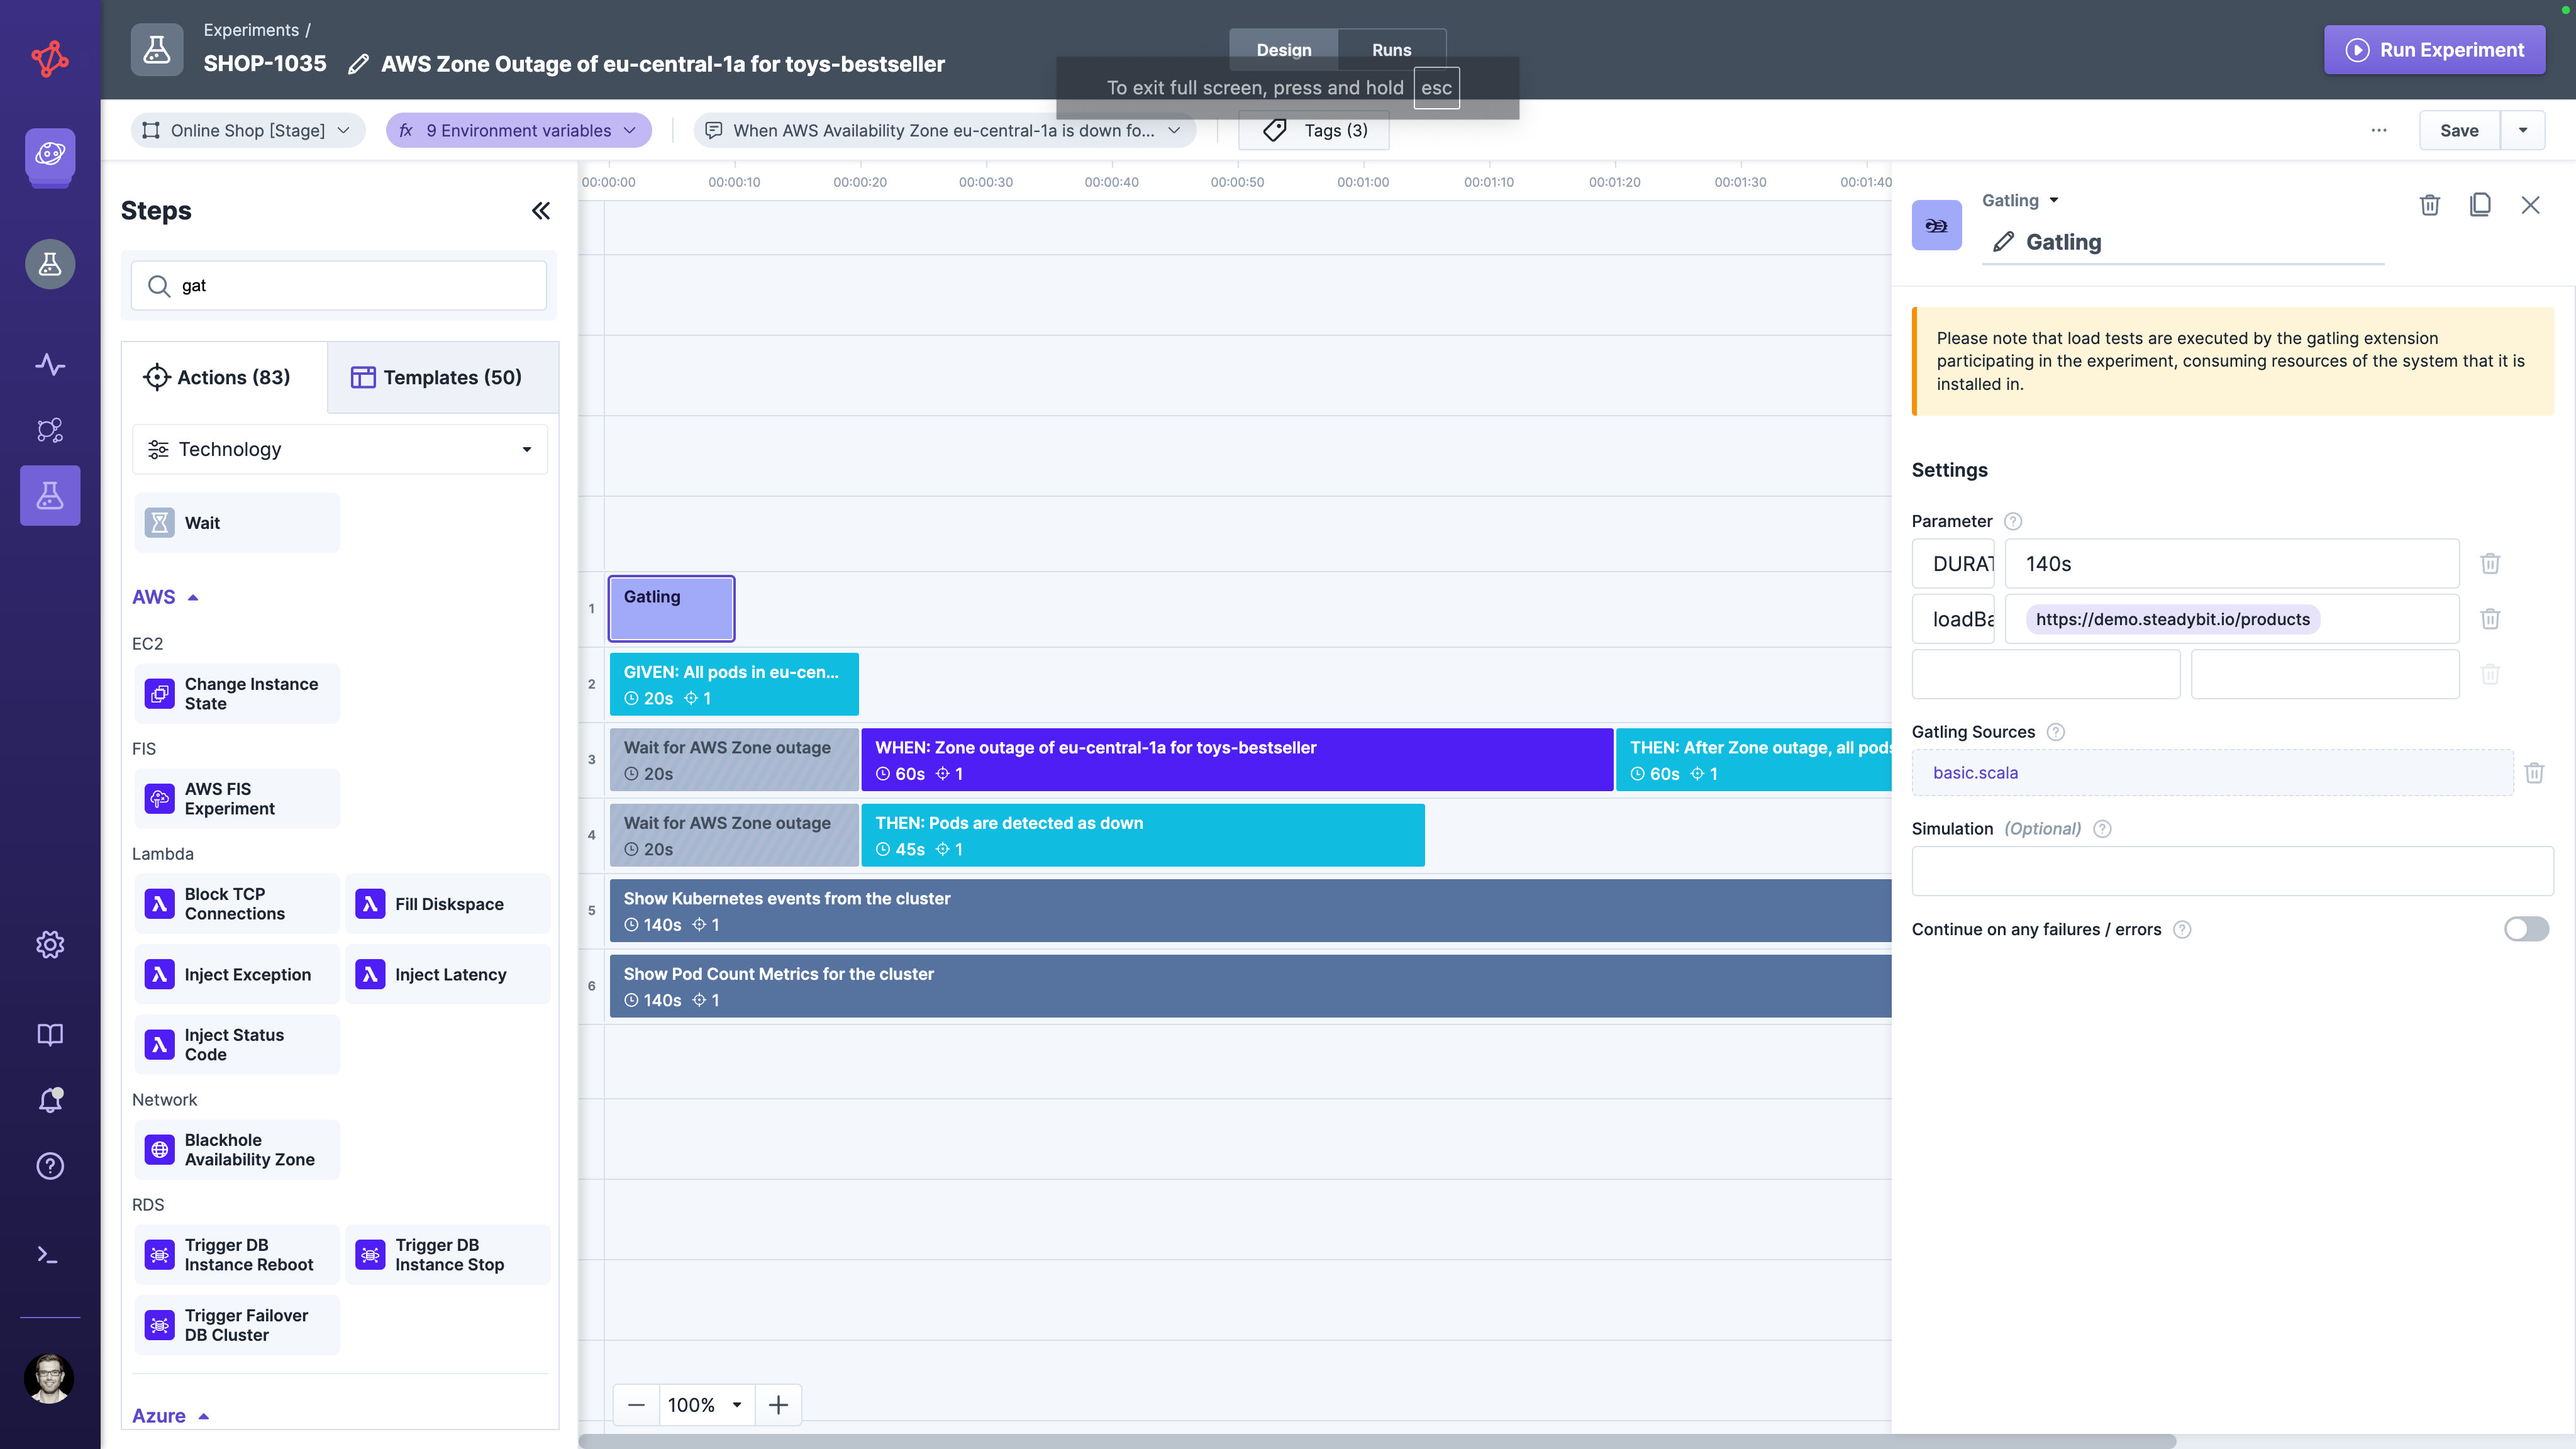 Experiments /
SHOP-1035 AWS Zone Outage of eu-central-1a for toys-bestseller
Design Runs
Run Experiment
To exit full screen, press and hold esc
Online Shop [Stage]
fx 9 Environment variables
When AWS Availability Zone eu-central-1a is down fo...
Tags (3)
Save
Steps
gat
Actions (83)
Templates (50)
Technology
Wait
AWS
EC2
Change Instance
State
FIS
AWS FIS
Experiment
Lambda
Block TCP
Connections
Fill Diskspace
Inject Exception
Inject Latency
Inject Status
Code
Network
Blackhole
Availability Zone
RDS
Trigger DB
Instance Reboot
Trigger DB
Instance Stop
Trigger Failover
DB Cluster
Azure
00:00:00 00:00:10 00:00:20 00:00:30 00:00:40 00:00:50 00:01:00 00:01:10 00:01:20 00:01:30 00:01:40
1
Gatling
2
GIVEN: All pods in eu-cen...
20s 1
3
Wait for AWS Zone outage
20s
WHEN: Zone outage of eu-central-1a for toys-bestseller
60s 1
THEN: After Zone outage, all pods
60s 1
4
Wait for AWS Zone outage
20s
THEN: Pods are detected as down
45s 1
5
Show Kubernetes events from the cluster
140s 1
6
Show Pod Count Metrics for the cluster
140s 1
100%
Gatling
Gatling
Please note that load tests are executed by the gatling extension
participating in the experiment, consuming resources of the system that it is
installed in.
Settings
Parameter
DURAT
140s
loadBa
https://demo.steadybit.io/products
Gatling Sources
basic.scala
Simulation (Optional)
Continue on any failures / errors